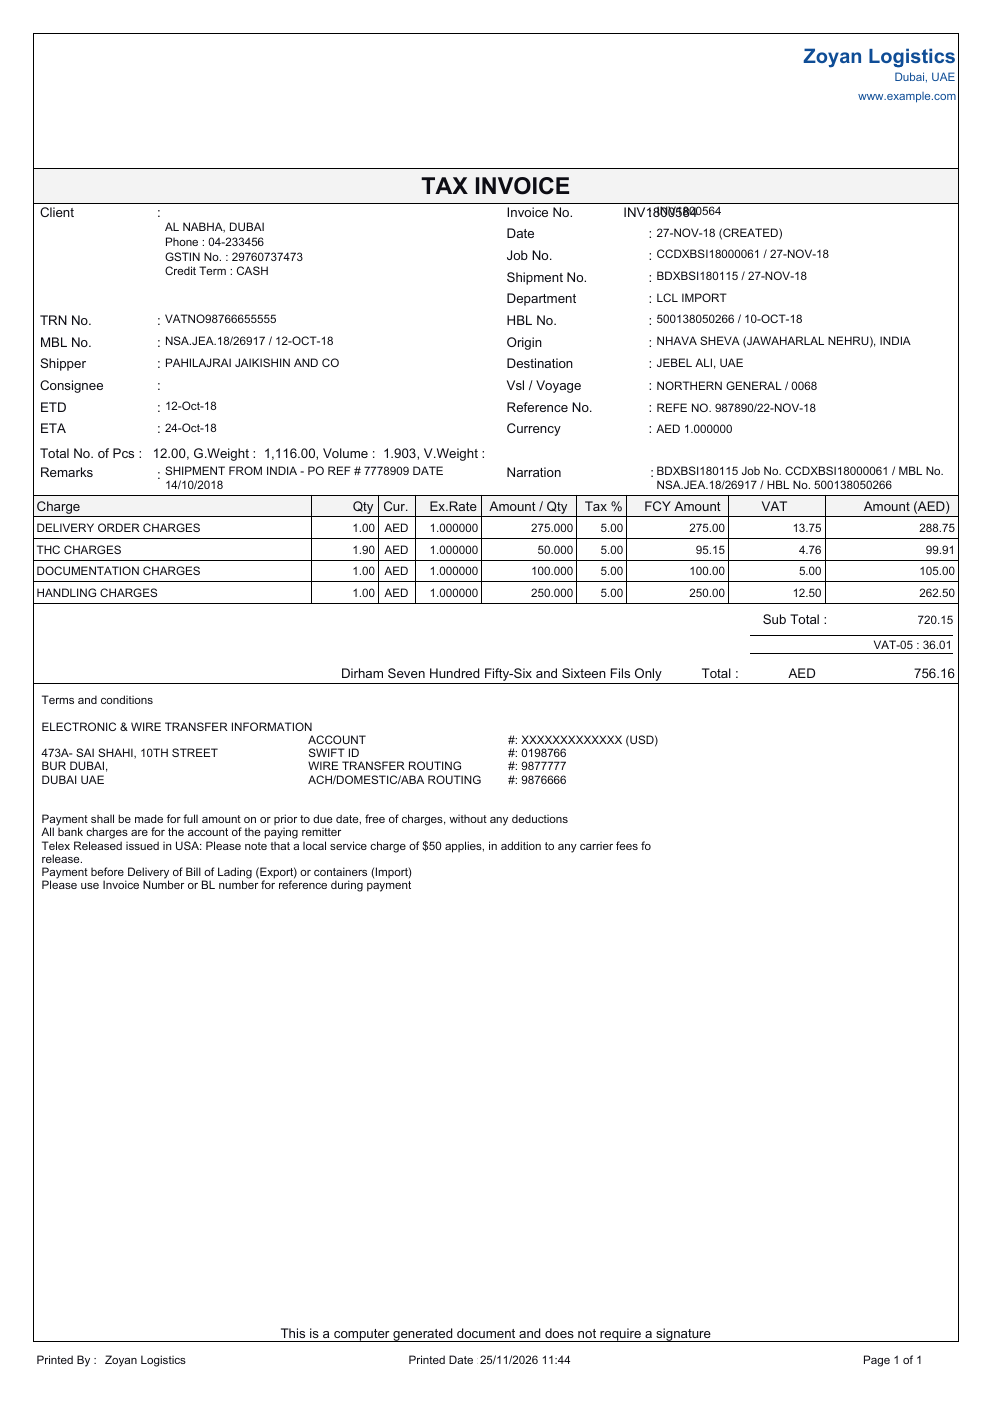 Zoyan Logistics
Dubai, UAE
www.example.com
TAX INVOICE
Client :
AL NABHA, DUBAI
Phone : 04-233456
GSTIN No. : 29760737473
Credit Term : CASH
TRN No. : VATNO98766655555
MBL No. : NSA.JEA.18/26917 / 12-OCT-18
Shipper : PAHILAJRAI JAIKISHIN AND CO
Consignee :
ETD : 12-Oct-18
ETA : 24-Oct-18
Invoice No. INV1800564 : INV1800564
Date : 27-NOV-18 (CREATED)
Job No. : CCDXBSI18000061 / 27-NOV-18
Shipment No. : BDXBSI180115 / 27-NOV-18
Department : LCL IMPORT
HBL No. : 500138050266 / 10-OCT-18
Origin : NHAVA SHEVA (JAWAHARLAL NEHRU), INDIA
Destination : JEBEL ALI, UAE
Vsl / Voyage : NORTHERN GENERAL / 0068
Reference No. : REFE NO. 987890/22-NOV-18
Currency : AED 1.000000
Total No. of Pcs : 12.00, G.Weight : 1,116.00, Volume : 1.903, V.Weight :
Remarks : SHIPMENT FROM INDIA - PO REF # 7778909 DATE
14/10/2018
Narration : BDXBSI180115 Job No. CCDXBSI18000061 / MBL No.
NSA.JEA.18/26917 / HBL No. 500138050266
Charge Qty Cur. Ex.Rate Amount / Qty Tax % FCY Amount VAT Amount (AED)
DELIVERY ORDER CHARGES 1.00 AED 1.000000 275.000 5.00 275.00 13.75 288.75
THC CHARGES 1.90 AED 1.000000 50.000 5.00 95.15 4.76 99.91
DOCUMENTATION CHARGES 1.00 AED 1.000000 100.000 5.00 100.00 5.00 105.00
HANDLING CHARGES 1.00 AED 1.000000 250.000 5.00 250.00 12.50 262.50
Sub Total : 720.15
VAT-05 : 36.01
Dirham Seven Hundred Fifty-Six and Sixteen Fils Only Total : AED 756.16
Terms and conditions
ELECTRONIC & WIRE TRANSFER INFORMATION
ACCOUNT #: XXXXXXXXXXXXX (USD)
473A- SAI SHAHI, 10TH STREET SWIFT ID #: 0198766
BUR DUBAI, WIRE TRANSFER ROUTING #: 9877777
DUBAI UAE ACH/DOMESTIC/ABA ROUTING #: 9876666
Payment shall be made for full amount on or prior to due date, free of charges, without any deductions
All bank charges are for the account of the paying remitter
Telex Released issued in USA: Please note that a local service charge of $50 applies, in addition to any carrier fees fo
release.
Payment before Delivery of Bill of Lading (Export) or containers (Import)
Please use Invoice Number or BL number for reference during payment
This is a computer generated document and does not require a signature
Printed By : Zoyan Logistics Printed Date 25/11/2026 11:44 Page 1 of 1